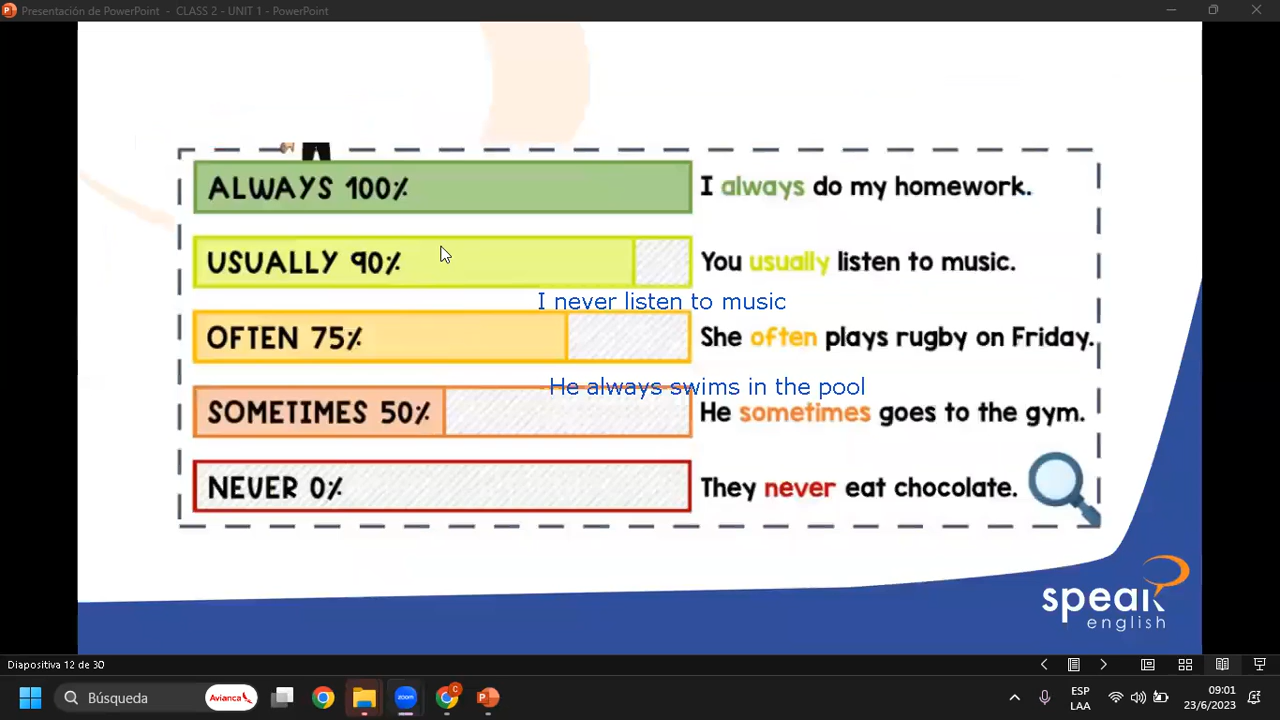 Presentación de PowerPoint - CLASS 2 - UNIT 1 - PowerPoint
ALWAYS 100% I always do my homework.
USUALLY 90% You usually listen to music.
I never listen to music
OFTEN 75% She often plays rugby on Friday.
He always swims in the pool
SOMETIMES 50% He sometimes goes to the gym.
NEVER 0% They never eat chocolate.
speak
english
Diapositiva 12 de 30
Búsqueda
Avianca
ESP
LAA
09:01
23/6/2023